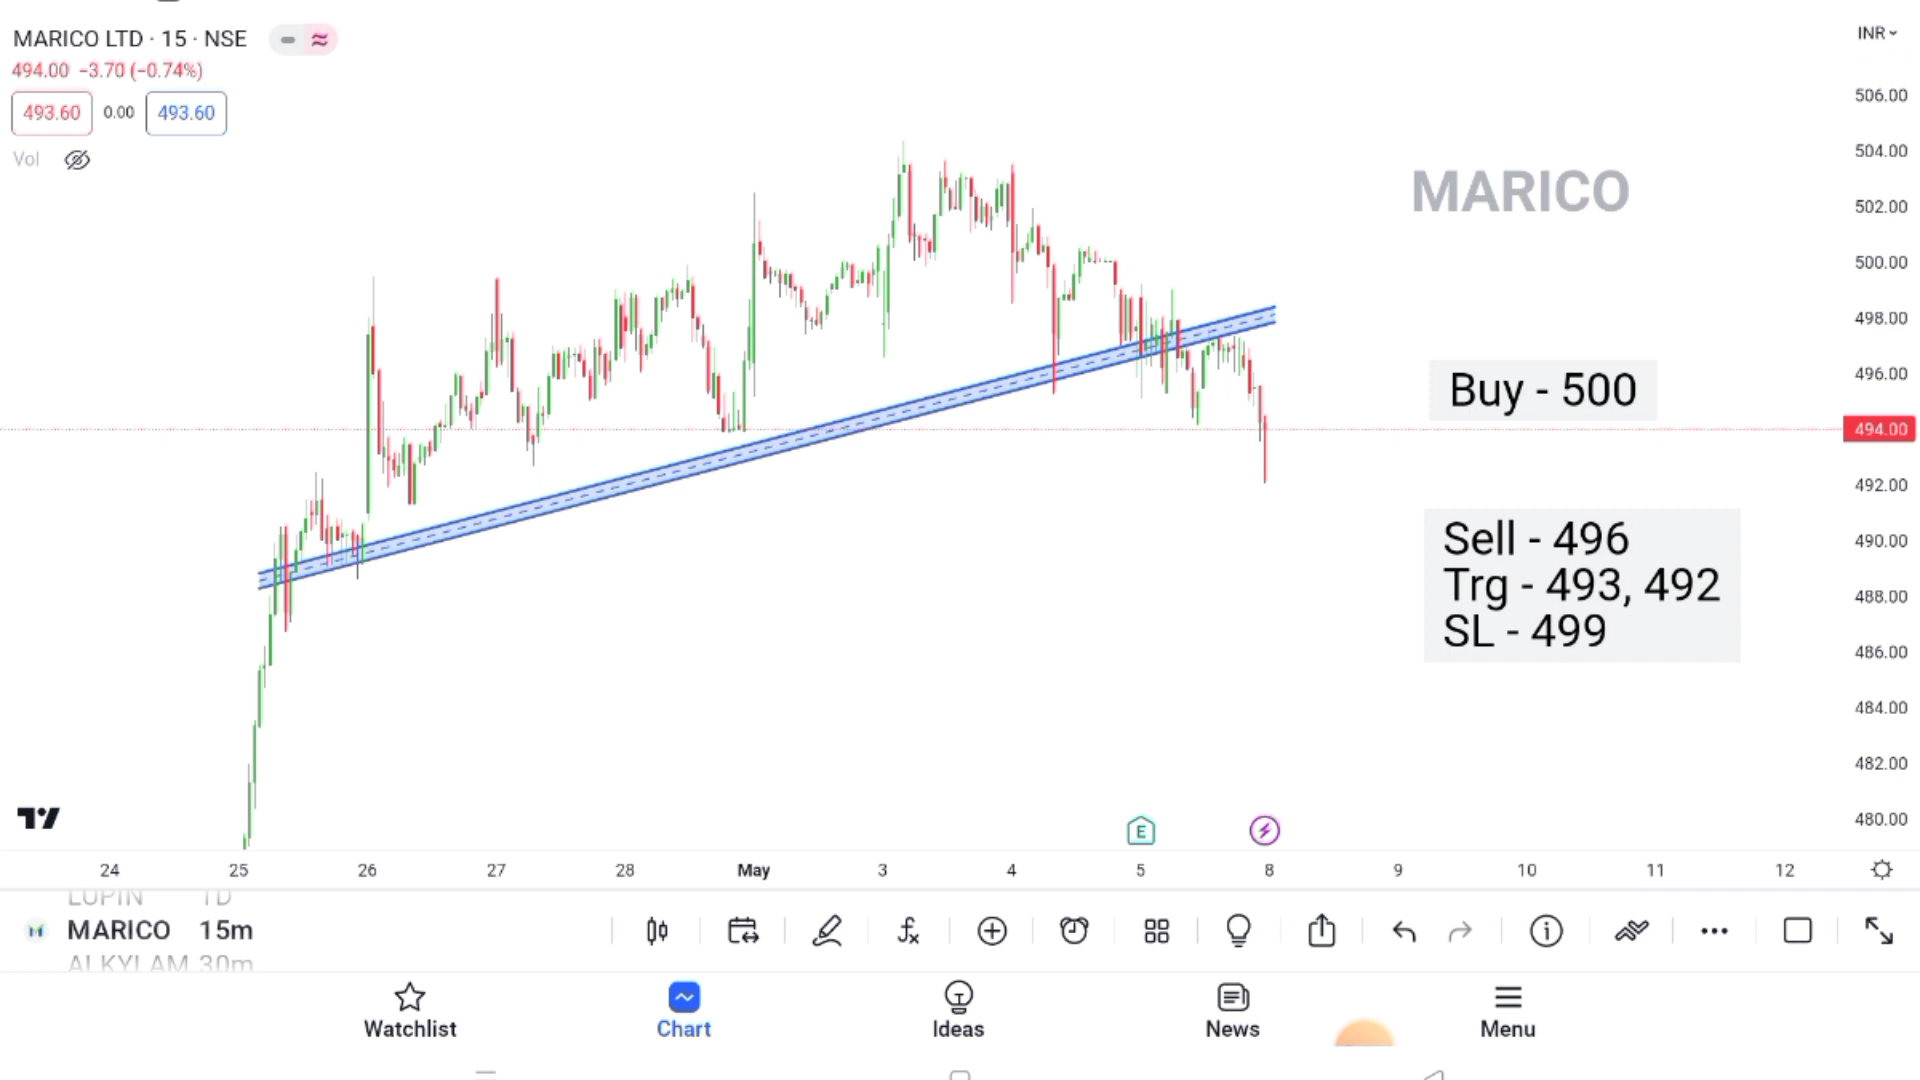 MARICO LTD · 15 · NSE
INR
494.00 −3.70 (−0.74%)
493.60 0.00 493.60
Vol
506.00
504.00
MARICO
502.00
500.00
498.00
496.00
Buy - 500
494.00
492.00
Sell - 496
Trg - 493, 492
SL - 499
490.00
488.00
486.00
484.00
482.00
480.00
E
24 25 26 27 28 May 3 4 5 8 9 10 11 12
LUPIN 1D
MARICO 15m
ALKYLAM 30m
Watchlist Chart Ideas News Menu